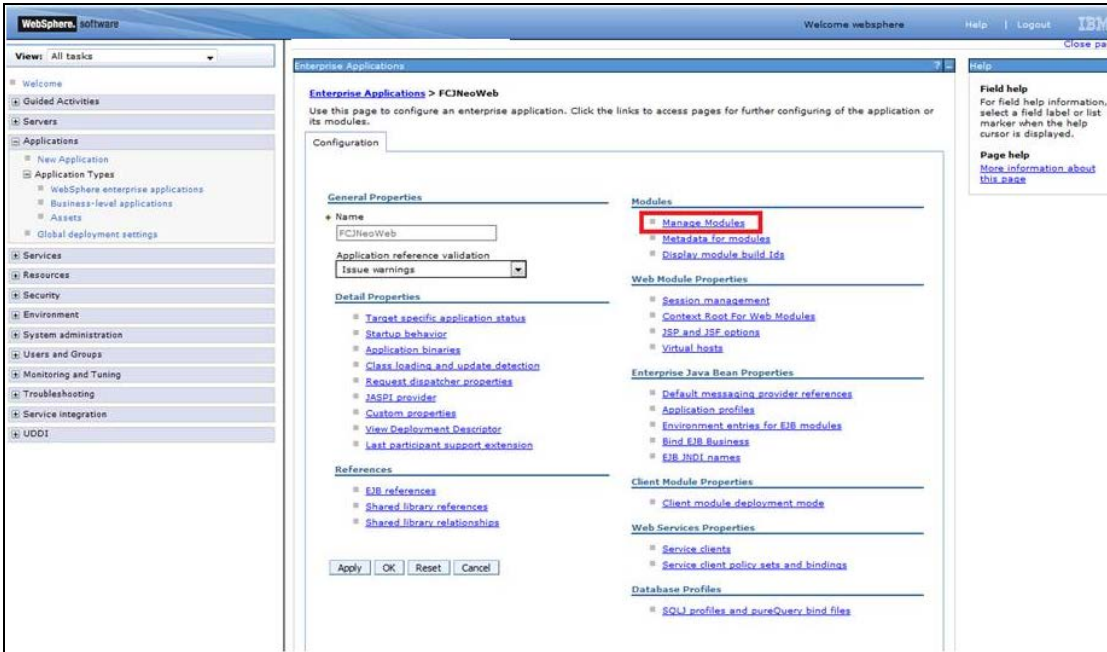 WebSphere. software
Welcome websphere
Help | Logout
IBM
Close pa
View: All tasks
Welcome
Guided Activities
Servers
Applications
New Application
Application Types
WebSphere enterprise applications
Business-level applications
Assets
Global deployment settings
Services
Resources
Security
Environment
System administration
Users and Groups
Monitoring and Tuning
Troubleshooting
Service integration
UDDI
Enterprise Applications
Enterprise Applications > FCJNeoWeb
Use this page to configure an enterprise application. Click the links to access pages for further configuring of the application or
its modules.
Configuration
General Properties
Name
FCJNeoWeb
Application reference validation
Issue warnings
Detail Properties
Target specific application status
Startup behavior
Application binaries
Class loading and update detection
Request dispatcher properties
JASPI provider
Custom properties
View Deployment Descriptor
Last participant support extension
References
EJB references
Shared library references
Shared library relationships
Apply OK Reset Cancel
Modules
Manage Modules
Metadata for modules
Display module build Ids
Web Module Properties
Session management
Context Root For Web Modules
JSP and JSF options
Virtual hosts
Enterprise Java Bean Properties
Default messaging provider references
Application profiles
Environment entries for EJB modules
Bind EJB Business
EJB JNDI names
Client Module Properties
Client module deployment mode
Web Services Properties
Service clients
Service client policy sets and bindings
Database Profiles
SQLJ profiles and pureQuery bind files
Help
Field help
For field help information,
select a field label or list
marker when the help
cursor is displayed.
Page help
More information about
this page